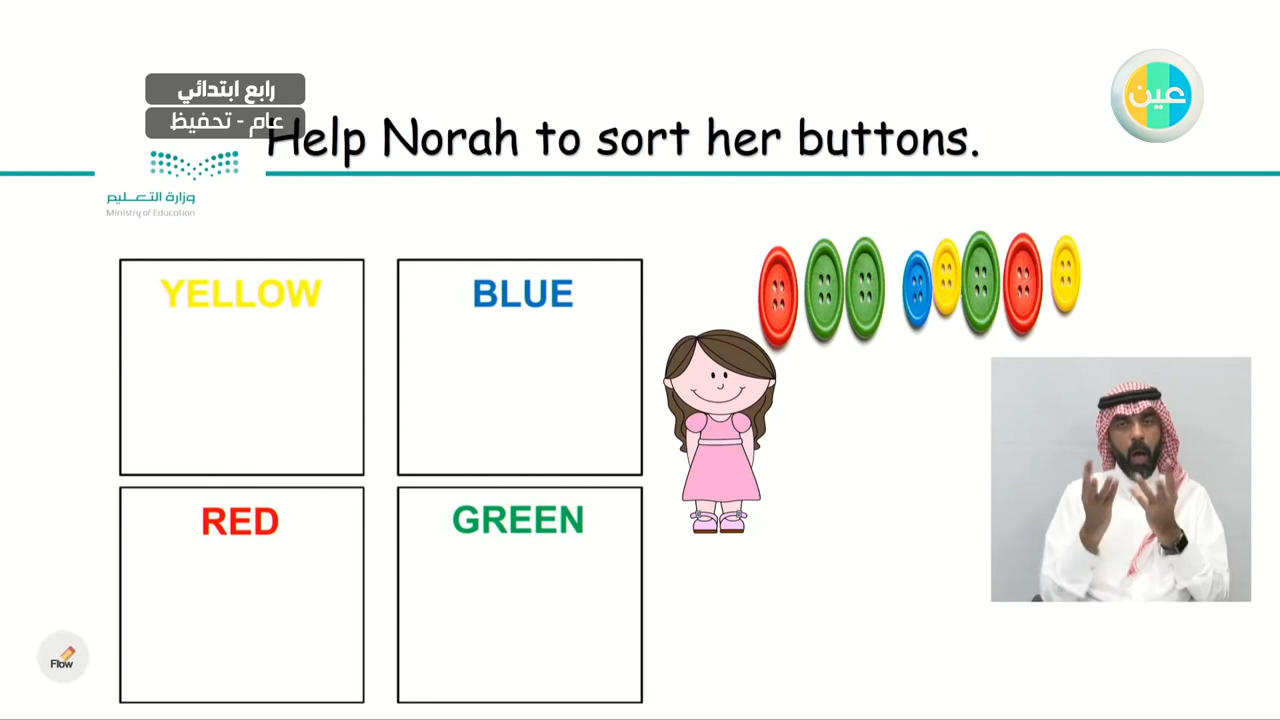 رابع ابتدائي
عام - تحفيظ
Help Norah to sort her buttons.
عين
وزارة التعليم
Ministry of Education
YELLOW
BLUE
RED
GREEN
Flow